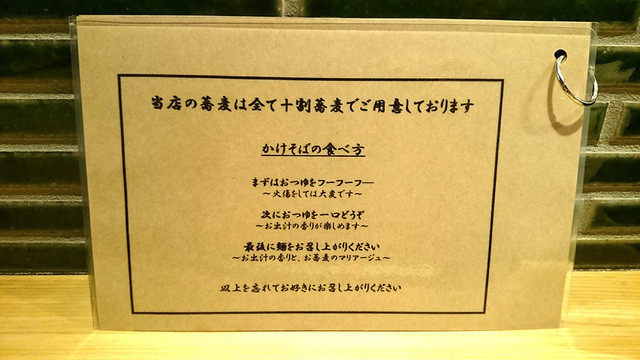 当店の蕎麦は全て十割蕎麦でご用意しております
かけそばの食べ方
まずはおつゆをフーフーフー
～火傷をしては大変です～
次におつゆを一口どうぞ
～お出汁の香りが楽しめます～
最後に麺をお召し上がりください
～お出汁の香りと、お蕎麦のマリアージュ～
以上を忘れてお好きにお召し上がりください